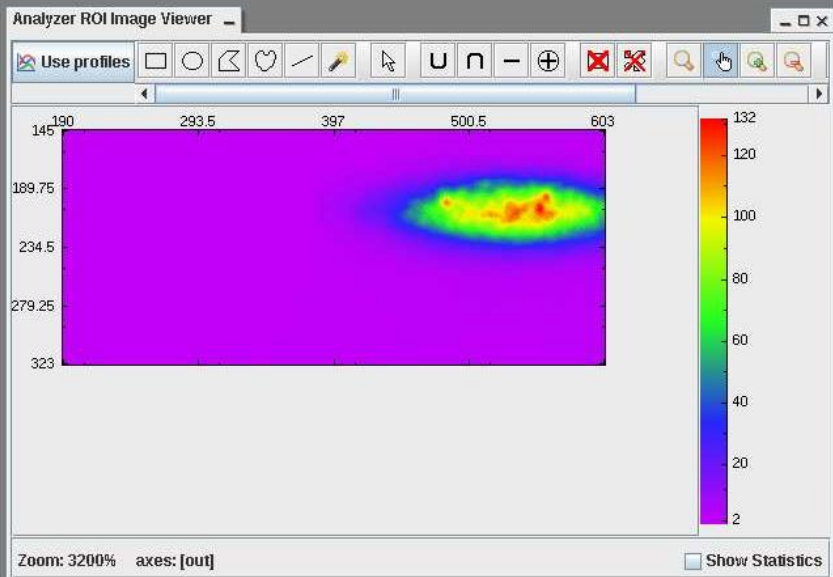 Analyzer ROI Image Viewer
Use profiles
190 293.5 397 500.5 603
145
189.75
234.5
279.25
323
132
120
100
80
60
40
20
2
Zoom: 3200% axes: [out]
Show Statistics